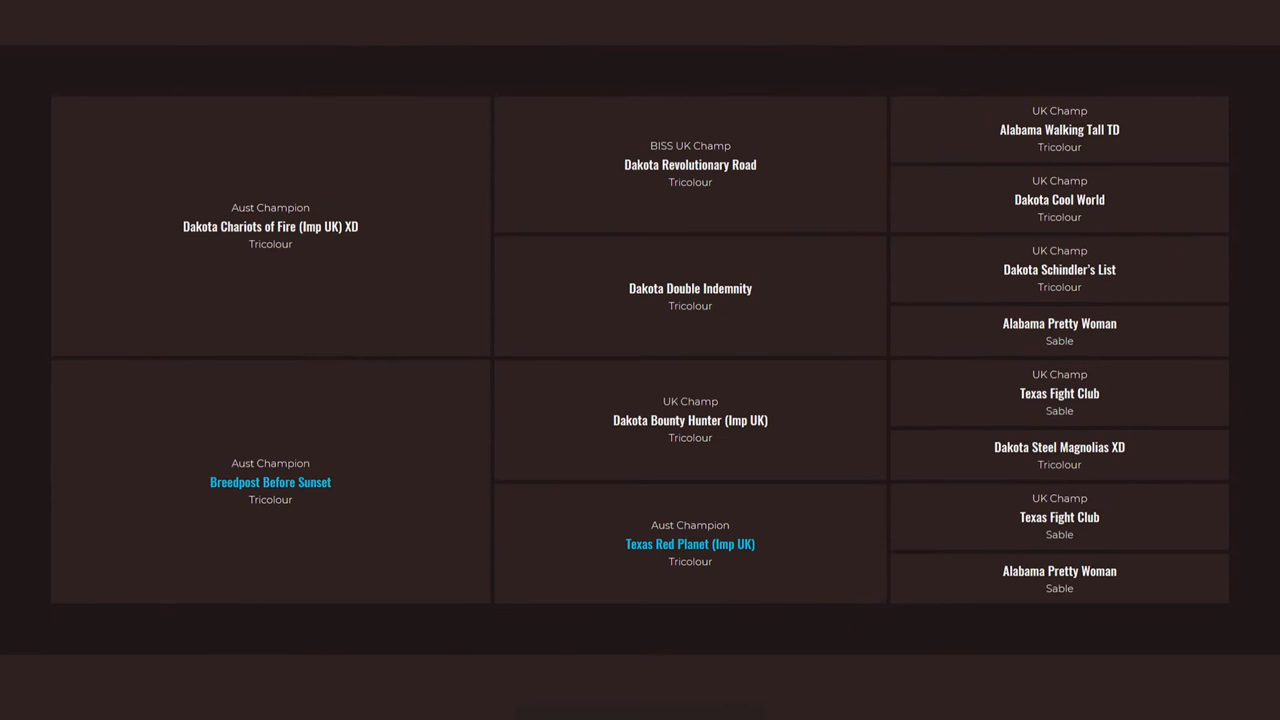 Aust Champion
Dakota Chariots of Fire (Imp UK) XD
Tricolour
BISS UK Champ
Dakota Revolutionary Road
Tricolour
UK Champ
Alabama Walking Tall TD
Tricolour
UK Champ
Dakota Cool World
Tricolour
Dakota Double Indemnity
Tricolour
UK Champ
Dakota Schindler’s List
Tricolour
Alabama Pretty Woman
Sable
Aust Champion
Breedpost Before Sunset
Tricolour
UK Champ
Dakota Bounty Hunter (Imp UK)
Tricolour
UK Champ
Texas Fight Club
Sable
Dakota Steel Magnolias XD
Tricolour
Aust Champion
Texas Red Planet (Imp UK)
Tricolour
UK Champ
Texas Fight Club
Sable
Alabama Pretty Woman
Sable